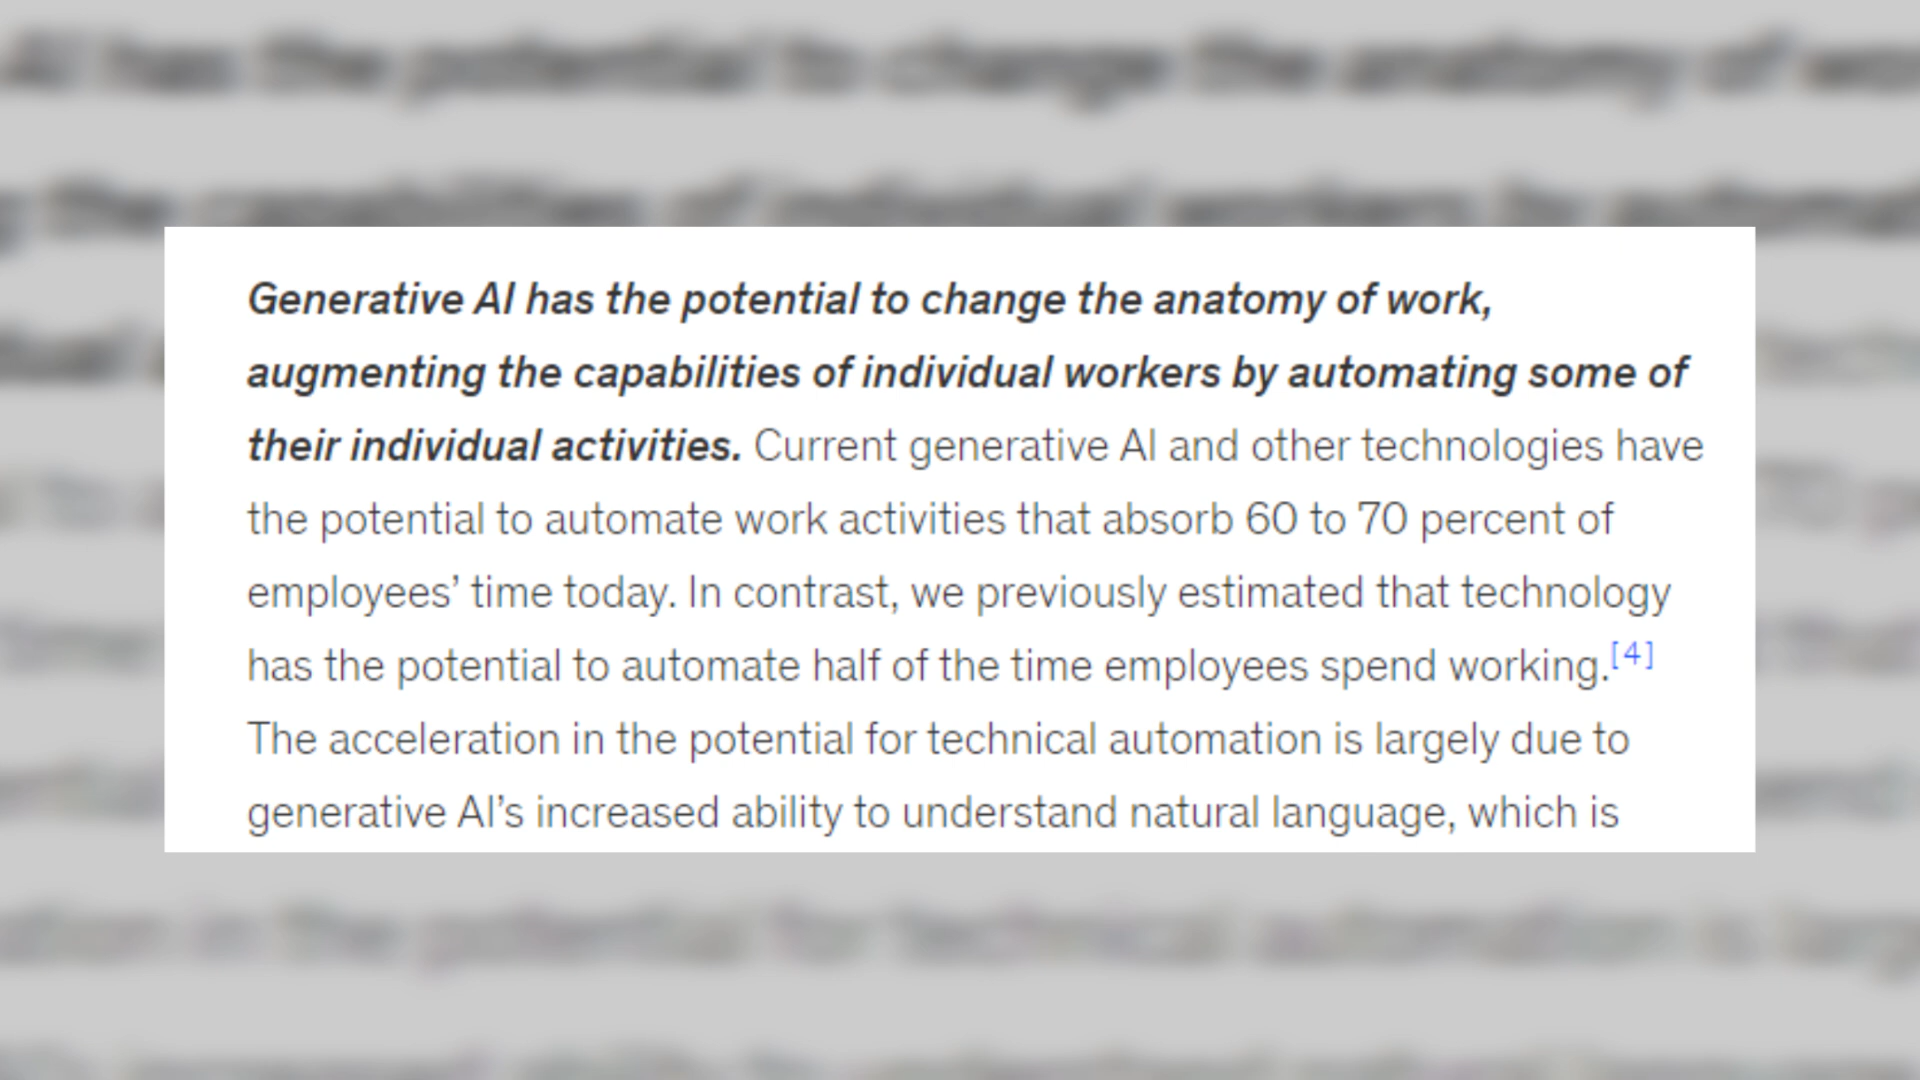 Generative AI has the potential to change the anatomy of work,
augmenting the capabilities of individual workers by automating some of
their individual activities. Current generative AI and other technologies have
the potential to automate work activities that absorb 60 to 70 percent of
employees’ time today. In contrast, we previously estimated that technology
has the potential to automate half of the time employees spend working.[4]
The acceleration in the potential for technical automation is largely due to
generative AI’s increased ability to understand natural language, which is